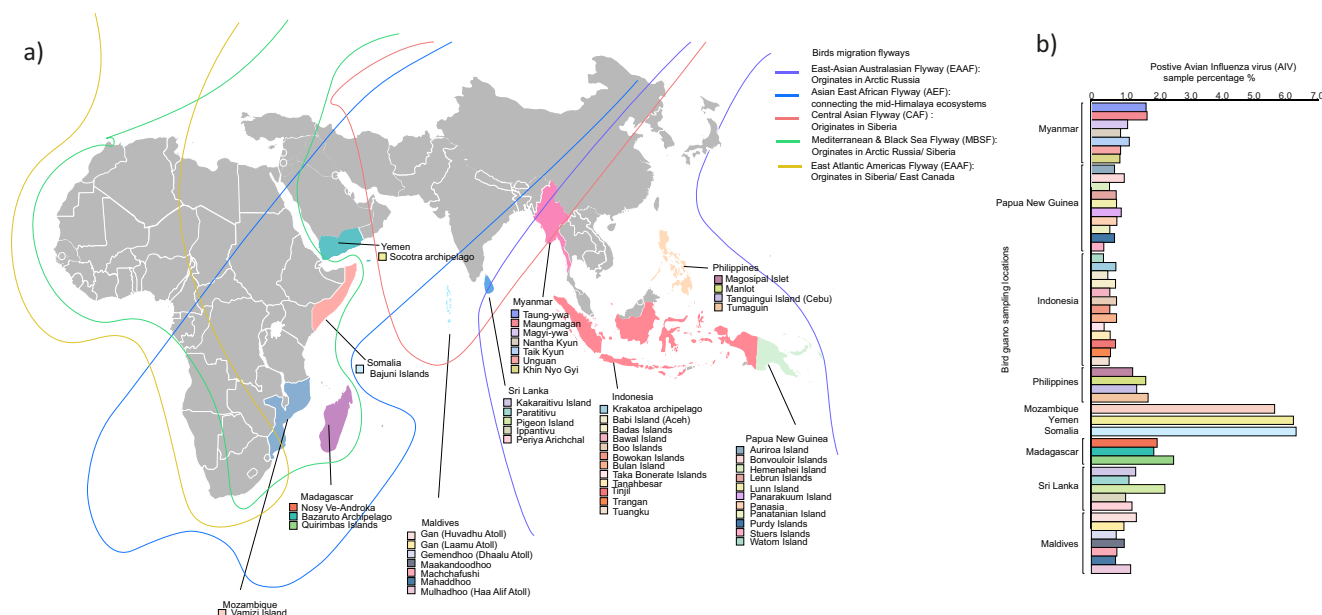 a)
Birds migration flyways
East-Asian Australasian Flyway (EAAF):
Orginates in Arctic Russia
Asian East African Flyway (AEF):
connecting the mid-Himalaya ecosystems
Central Asian Flyway (CAF) :
Originates in Siberia
Mediterranean & Black Sea Flyway (MBSF):
Orginates in Arctic Russia/ Siberia
East Atlantic Americas Flyway (EAAF):
Orginates in Siberia/ East Canada
Yemen
Socotra archipelago
Somalia
Bajuni Islands
Madagascar
Nosy Ve-Androka
Bazaruto Archipelago
Quirimbas Islands
Mozambique
Vamizi Island
Maldives
Gan (Huvadhu Atoll)
Gan (Laamu Atoll)
Gemendhoo (Dhaalu Atoll)
Maakandoodhoo
Machchafushi
Mahaddhoo
Mulhadhoo (Haa Alif Atoll)
Sri Lanka
Kakaraitivu Island
Paratitivu
Pigeon Island
Ippantivu
Periya Arichchal
Myanmar
Taung-ywa
Maungmagan
Magyi-ywa
Nantha Kyun
Taik Kyun
Unguan
Khin Nyo Gyi
Indonesia
Krakatoa archipelago
Babi Island (Aceh)
Badas Islands
Bawal Island
Boo Islands
Bowokan Islands
Bulan Island
Taka Bonerate Islands
Tanahbesar
Tinjil
Trangan
Tuangku
Philippines
Magosipal Islet
Manlot
Tanguingui Island (Cebu)
Tumaguin
Papua New Guinea
Auriroa Island
Bonvouloir Islands
Hemenahei Island
Lebrun Islands
Lunn Island
Panarakuum Island
Panasia
Panatanian Island
Purdy Islands
Stuers Islands
Watom Island
b)
Postive Avian Influenza virus (AIV)
sample percentage %
0 1.0 2.0 3.0 4.0 5.0 6.0 7.0
Bird guano sampling locations
Myanmar
Papua New Guinea
Indonesia
Philippines
Mozambique
Yemen
Somalia
Madagascar
Sri Lanka
Maldives